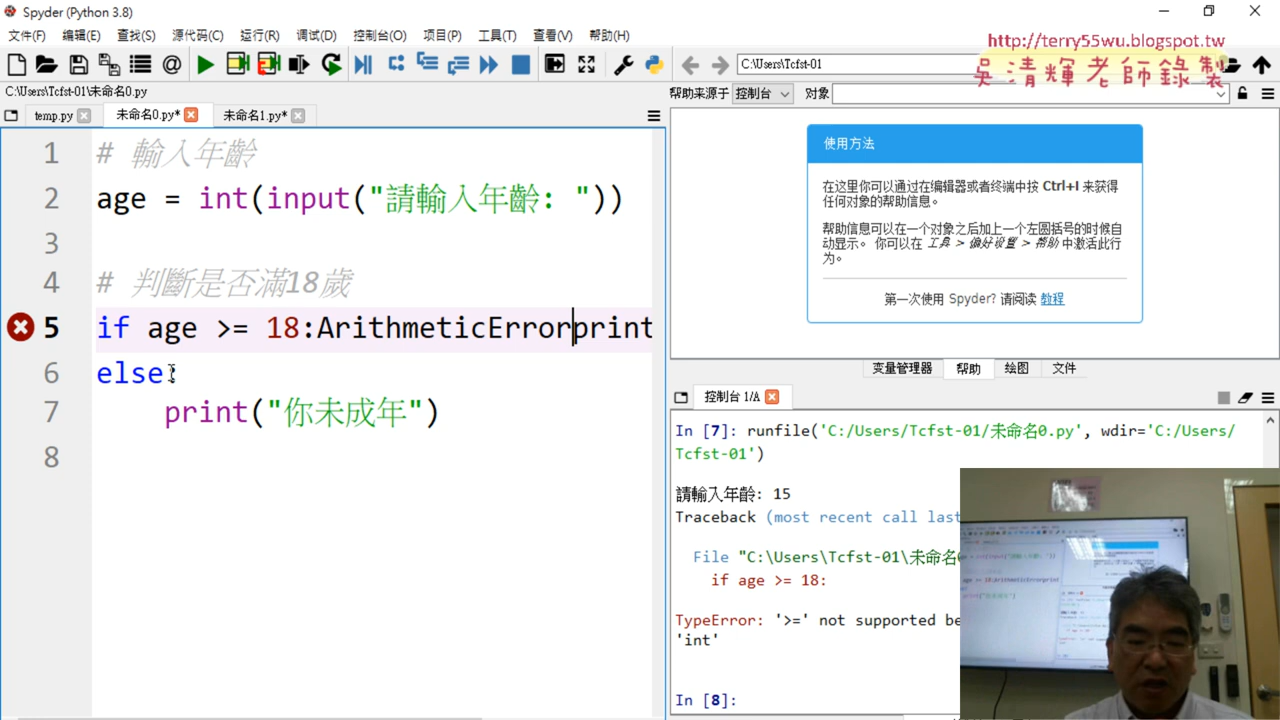 Spyder (Python 3.8)
文件(F) 编辑(E) 查找(S) 源代码(C) 运行(R) 调试(D) 控制台(O) 项目(P) 工具(T) 查看(V) 帮助(H)
http://terry55wu.blogspot.tw
吳清輝老師錄製
C:\Users\Tcfst-01
C:\Users\Tcfst-01\未命名0.py
帮助来源于 控制台 对象
temp.py 未命名0.py* 未命名1.py*
1 # 輸入年齡
2 age = int(input("請輸入年齡: "))
3
4 # 判斷是否滿18歲
5 if age >= 18:ArithmeticErrorprint
6 else:
7 print("你未成年")
8
使用方法
在这里你可以通过在编辑器或者终端中按 Ctrl+I 来获得
任何对象的帮助信息。
帮助信息可以在一个对象之后加上一个左圆括号的时候自
动显示。 你可以在 工具 > 偏好设置 > 帮助 中激活此行
为。
第一次使用 Spyder? 请阅读 教程
变量管理器 帮助 绘图 文件
控制台 1/A
In [7]: runfile('C:/Users/Tcfst-01/未命名0.py', wdir='C:/Users/
Tcfst-01')
請輸入年齡: 15
Traceback (most recent call last
File "C:\Users\Tcfst-01\未命名
if age >= 18:
TypeError: '>=' not supported be
'int'
In [8]: